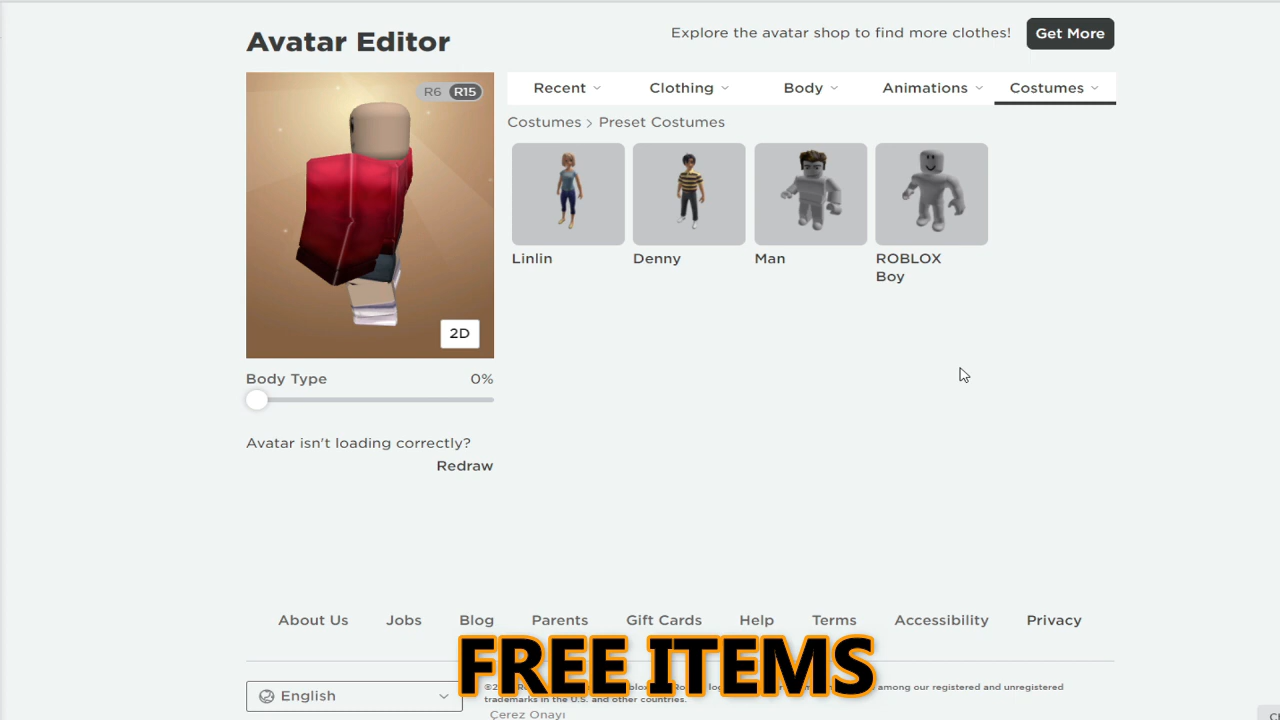 Avatar Editor
Explore the avatar shop to find more clothes!
Get More
R6 R15
Recent Clothing Body Animations Costumes
Costumes > Preset Costumes
Linlin
Denny
Man
ROBLOX
Boy
2D
Body Type 0%
Avatar isn't loading correctly?
Redraw
About Us Jobs Blog Parents Gift Cards Help Terms Accessibility Privacy
FREE ITEMS
English
among our registered and unregistered
trademarks in the U.S. and other countries.
Çerez Onayı